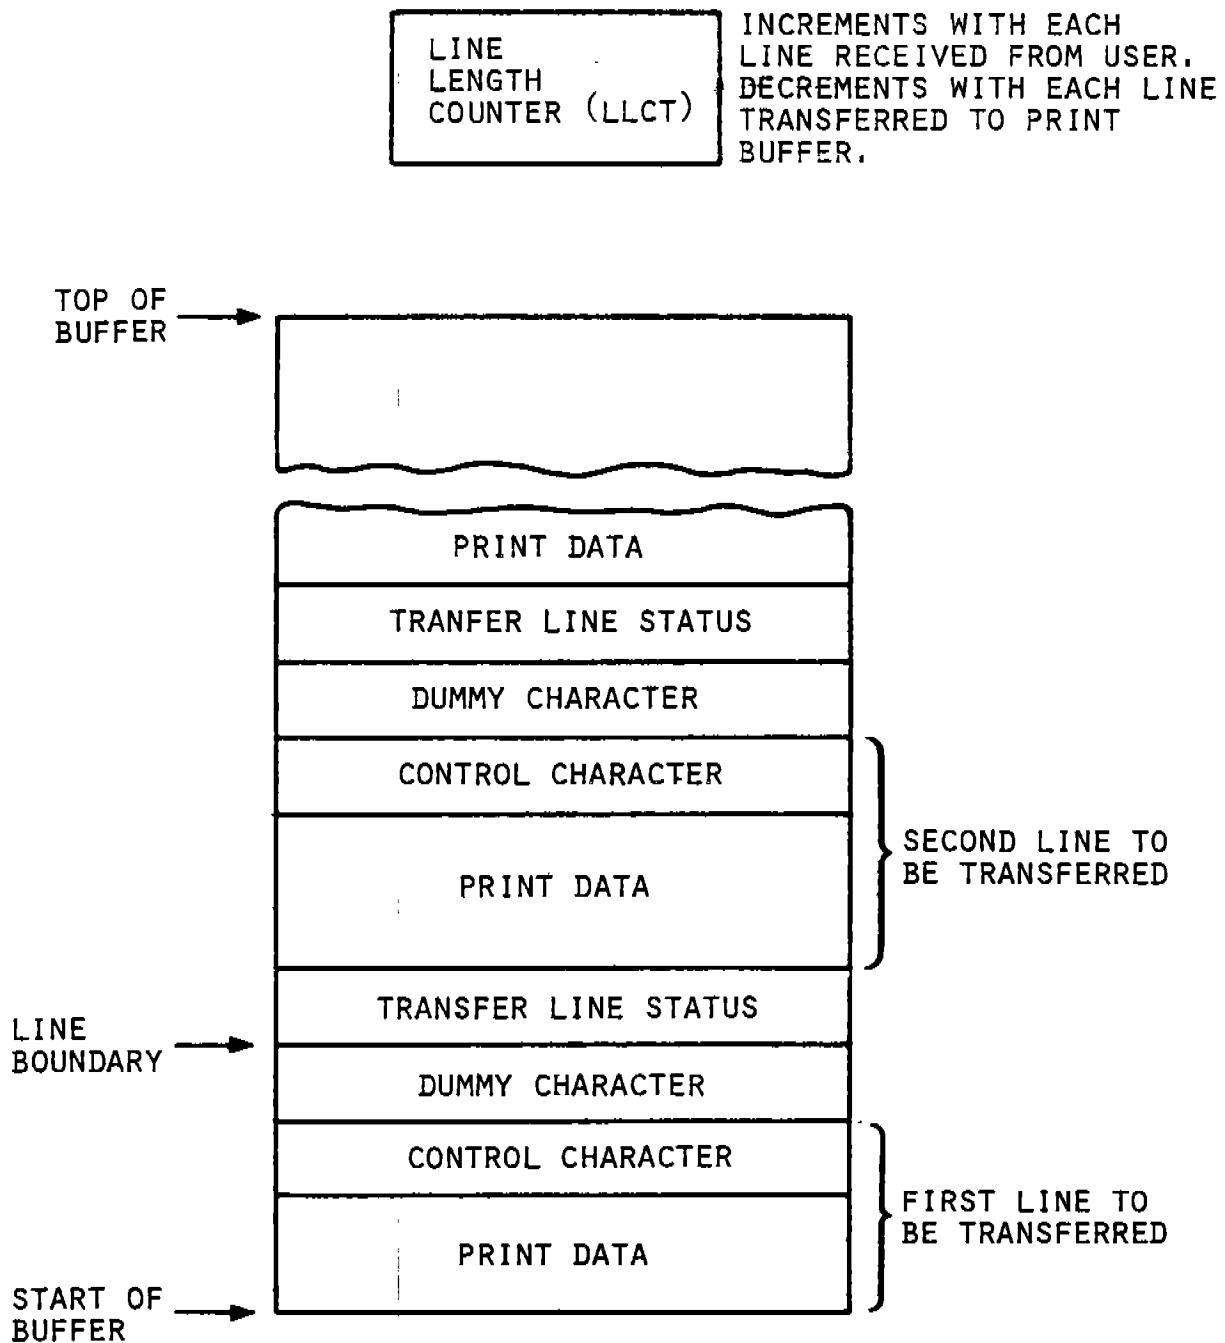 LINE
LENGTH
COUNTER (LLCT)
INCREMENTS WITH EACH
LINE RECEIVED FROM USER.
DECREMENTS WITH EACH LINE
TRANSFERRED TO PRINT
BUFFER.
TOP OF
BUFFER
PRINT DATA
TRANFER LINE STATUS
DUMMY CHARACTER
CONTROL CHARACTER
PRINT DATA
SECOND LINE TO
BE TRANSFERRED
TRANSFER LINE STATUS
LINE
BOUNDARY
DUMMY CHARACTER
CONTROL CHARACTER
PRINT DATA
FIRST LINE TO
BE TRANSFERRED
START OF
BUFFER